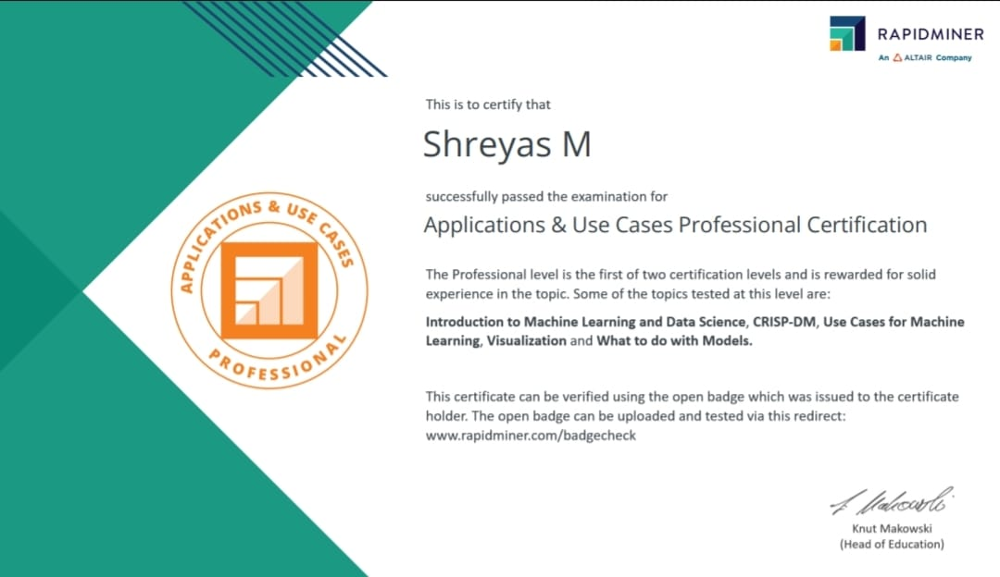 RAPIDMINER
An ALTAIR Company
This is to certify that
Shreyas M
successfully passed the examination for
Applications & Use Cases Professional Certification
APPLICATIONS & USE CASES
PROFESSIONAL
The Professional level is the first of two certification levels and is rewarded for solid
experience in the topic. Some of the topics tested at this level are:
Introduction to Machine Learning and Data Science, CRISP-DM, Use Cases for Machine
Learning, Visualization and What to do with Models.
This certificate can be verified using the open badge which was issued to the certificate
holder. The open badge can be uploaded and tested via this redirect:
www.rapidminer.com/badgecheck
Knut Makowski
(Head of Education)